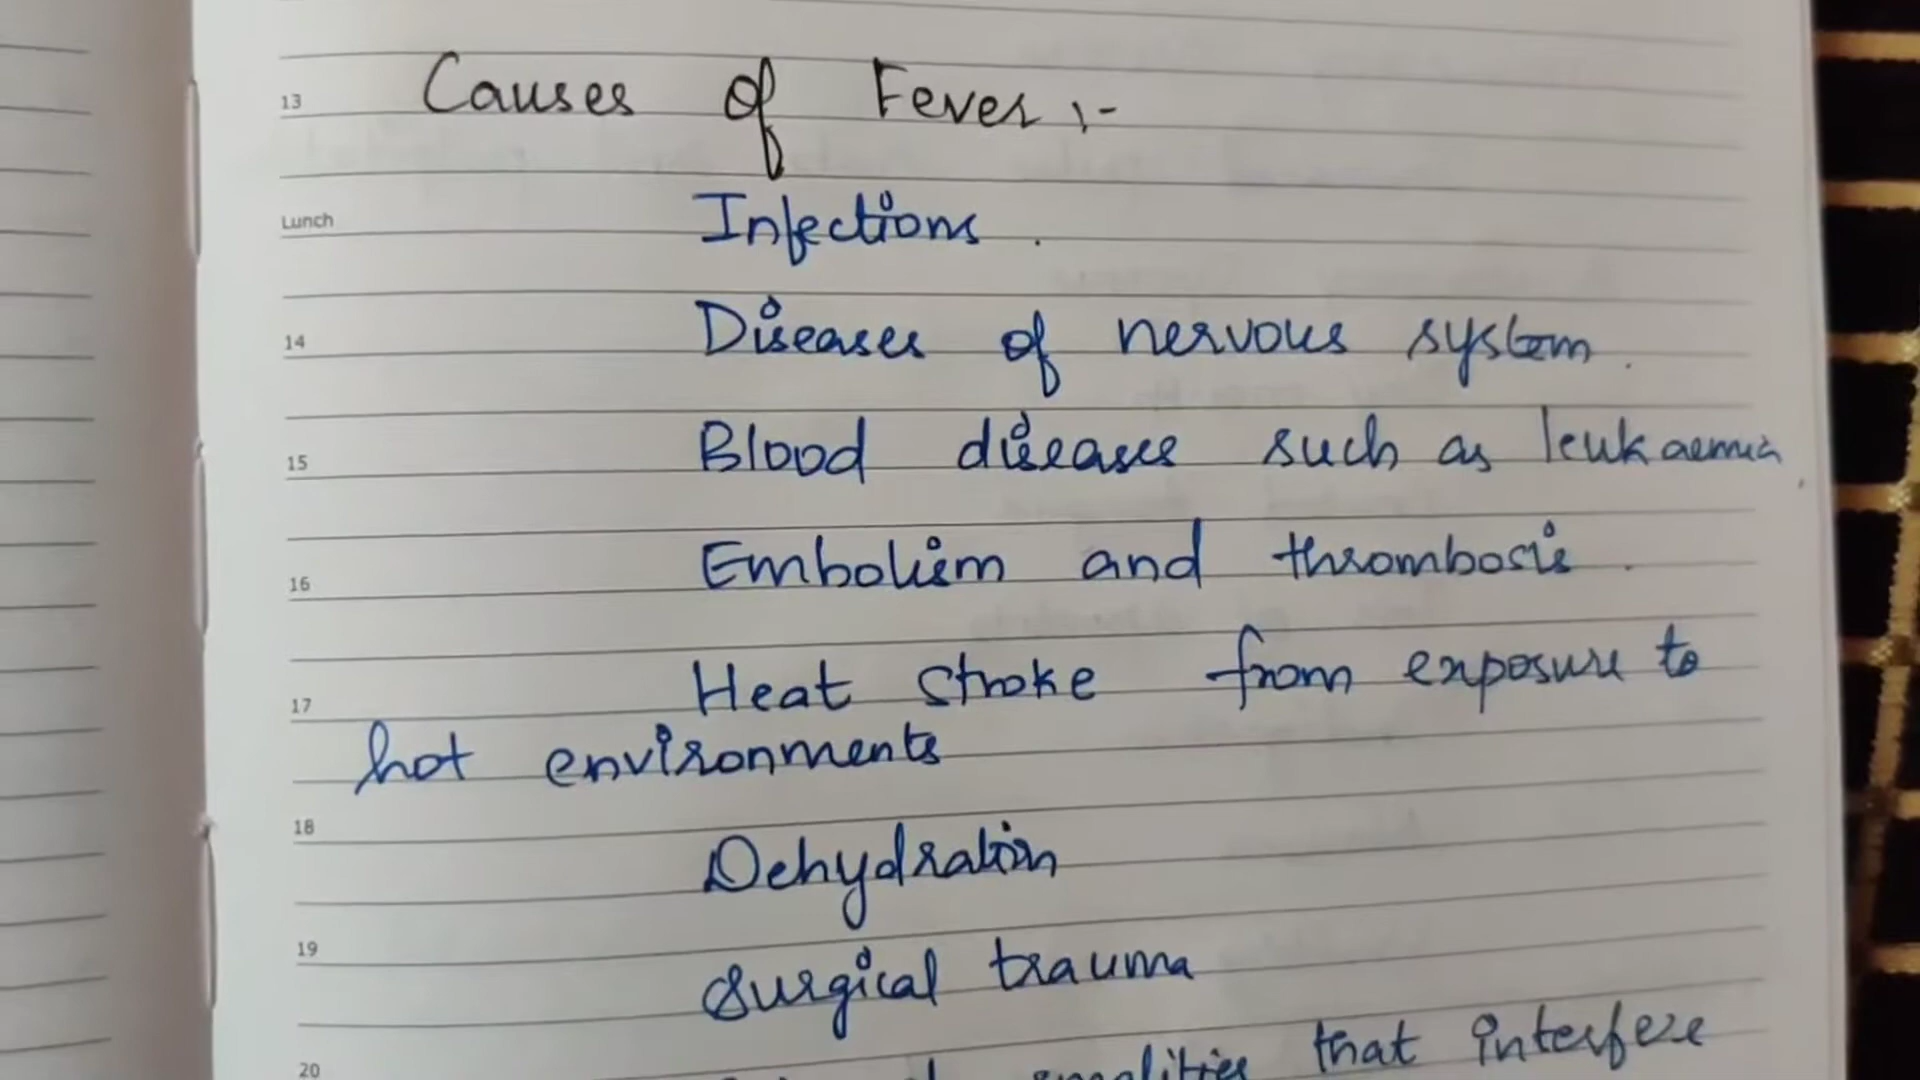 13 Causes of Fever :-
Lunch Infections.
14 Diseases of nervous system.
15 Blood diseases such as leukaemia.
16 Embolism and thrombosis.
17 Heat stroke from exposure to
hot environments
18
Dehydration
19
Surgical trauma
20 that interfere